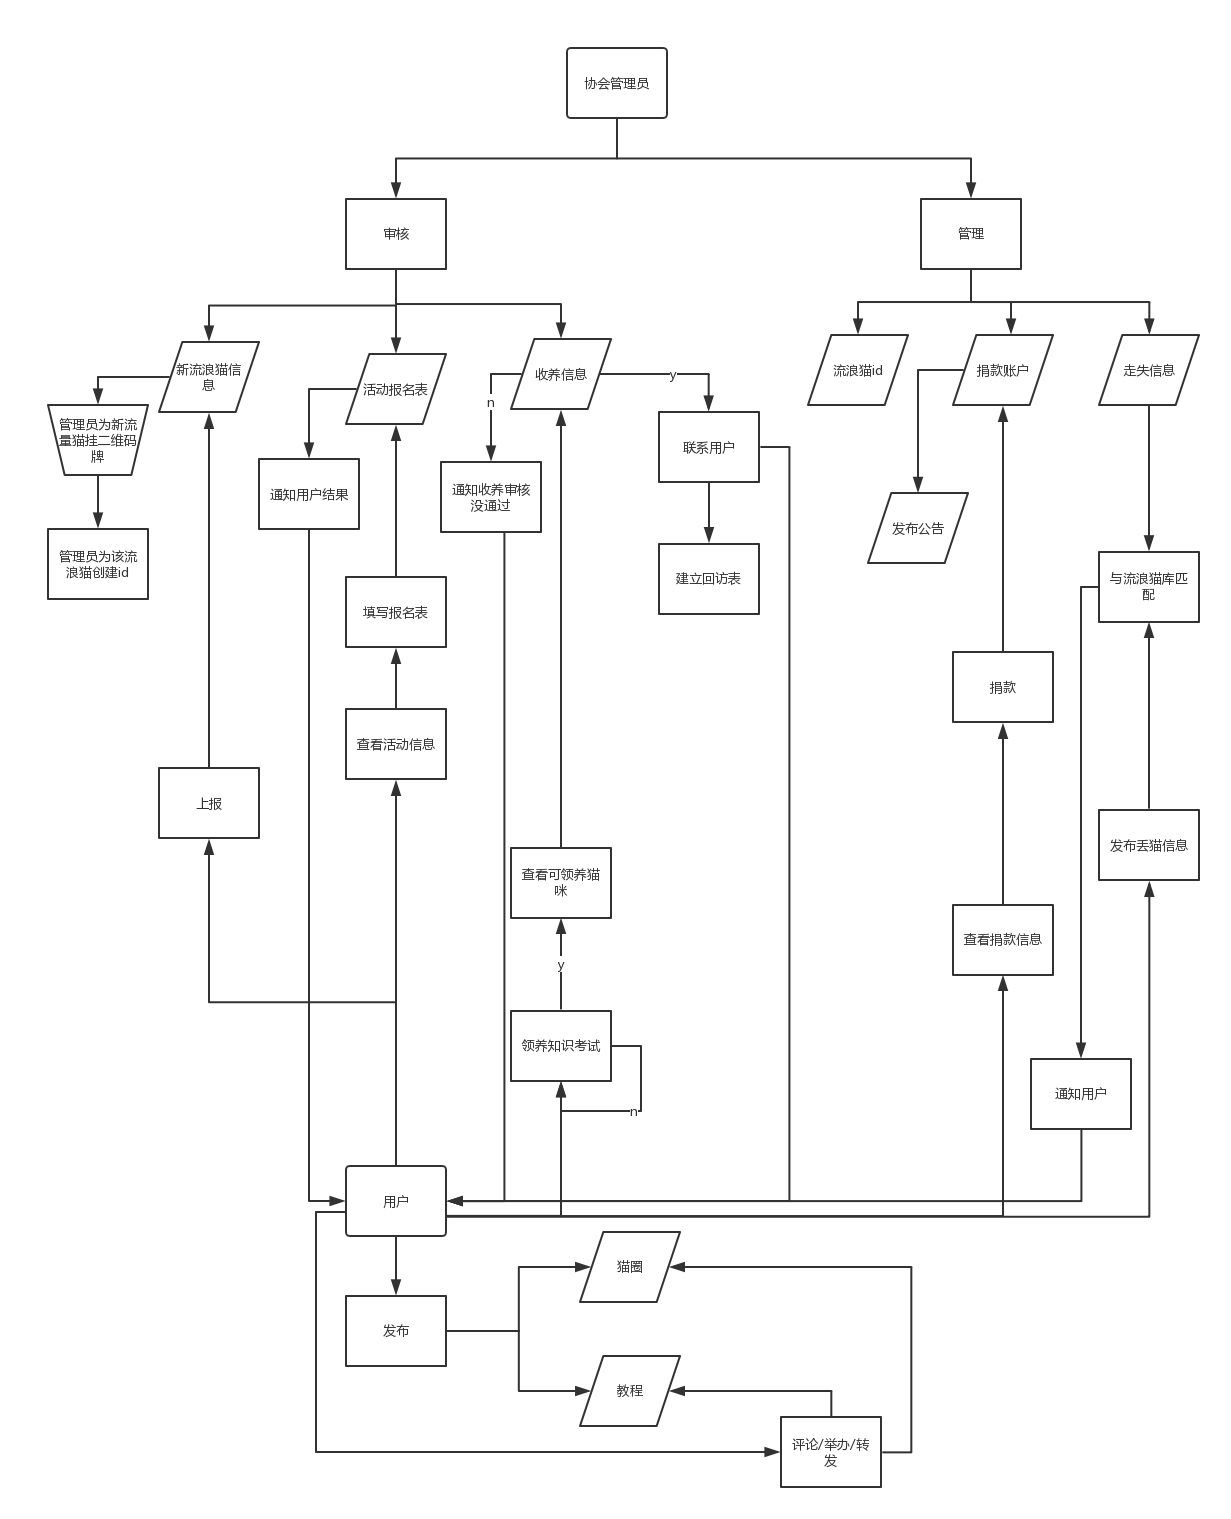 协会管理员
审核
管理
新流浪猫信
息
活动报名表
收养信息
流浪猫id
捐款账户
走失信息
n
y
管理员为新流
量猫挂二维码
牌
通知用户结果
通知收养审核
没通过
联系用户
发布公告
管理员为该流
浪猫创建id
填写报名表
建立回访表
与流浪猫库匹
配
捐款
查看活动信息
上报
查看可领养猫
咪
发布丢猫信息
查看捐款信息
y
领养知识考试
n
通知用户
用户
猫圈
发布
教程
评论/举办/转
发